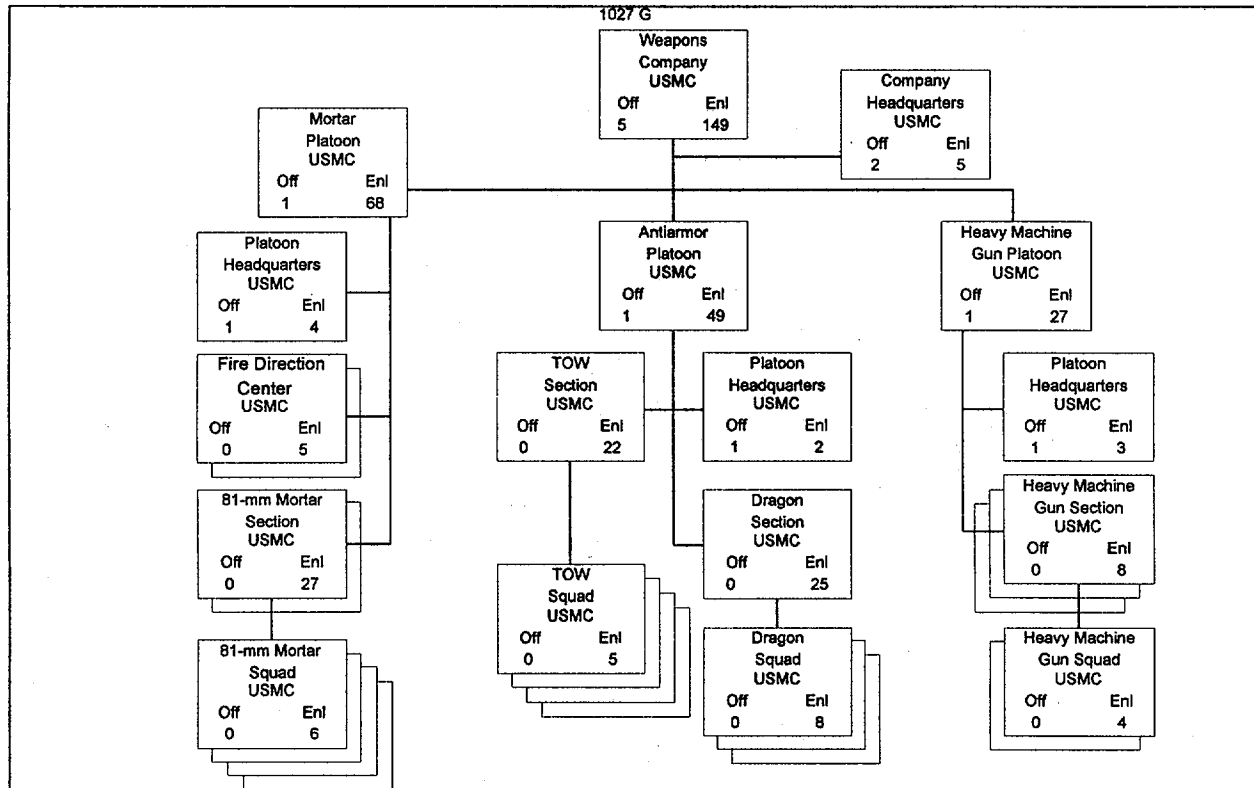 1027 G
Weapons
Company
USMC
Off Enl
5 149
Company
Headquarters
USMC
Off Enl
2 5
Mortar
Platoon
USMC
Off Enl
1 68
Platoon
Headquarters
USMC
Off Enl
1 4
Fire Direction
Center
USMC
Off Enl
0 5
81-mm Mortar
Section
USMC
Off Enl
0 27
81-mm Mortar
Squad
USMC
Off Enl
0 6
Antiarmor
Platoon
USMC
Off Enl
1 49
TOW
Section
USMC
Off Enl
0 22
Platoon
Headquarters
USMC
Off Enl
1 2
TOW
Squad
USMC
Off Enl
0 5
Dragon
Section
USMC
Off Enl
0 25
Dragon
Squad
USMC
Off Enl
0 8
Heavy Machine
Gun Platoon
USMC
Off Enl
1 27
Platoon
Headquarters
USMC
Off Enl
1 3
Heavy Machine
Gun Section
USMC
Off Enl
0 8
Heavy Machine
Gun Squad
USMC
Off Enl
0 4